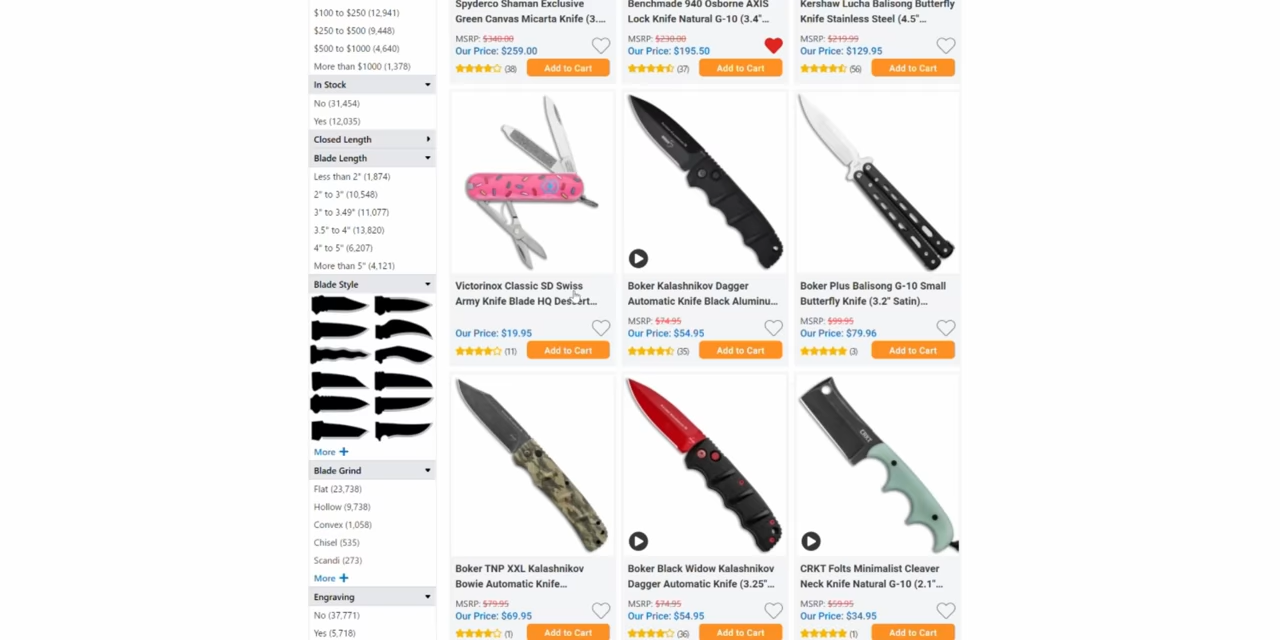 $100 to $250 (12,941)
$250 to $500 (9,448)
$500 to $1000 (4,640)
More than $1000 (1,378)
In Stock
No (31,454)
Yes (12,035)
Closed Length
Blade Length
Less than 2" (1,874)
2" to 3" (10,548)
3" to 3.49" (11,077)
3.5" to 4" (13,820)
4" to 5" (6,207)
More than 5" (4,121)
Blade Style
More +
Blade Grind
Flat (23,738)
Hollow (9,738)
Convex (1,058)
Chisel (535)
Scandi (273)
More +
Engraving
No (37,771)
Yes (5,718)
Spyderco Shaman Exclusive
Green Canvas Micarta Knife (3....
MSRP: $340.00
Our Price: $259.00
(38) Add to Cart
Benchmade 940 Osborne AXIS
Lock Knife Natural G-10 (3.4"...
MSRP: $230.00
Our Price: $195.50
(37) Add to Cart
Kershaw Lucha Balisong Butterfly
Knife Stainless Steel (4.5"...
MSRP: $219.99
Our Price: $129.95
(56) Add to Cart
Victorinox Classic SD Swiss
Army Knife Blade HQ Dessert...
Our Price: $19.95
(11) Add to Cart
Boker Kalashnikov Dagger
Automatic Knife Black Aluminu...
MSRP: $74.95
Our Price: $54.95
(35) Add to Cart
Boker Plus Balisong G-10 Small
Butterfly Knife (3.2" Satin)...
MSRP: $99.95
Our Price: $79.96
(3) Add to Cart
CRKT
Boker TNP XXL Kalashnikov
Bowie Automatic Knife...
MSRP: $79.95
Our Price: $69.95
(1) Add to Cart
Boker Black Widow Kalashnikov
Dagger Automatic Knife (3.25"...
MSRP: $74.95
Our Price: $54.95
(36) Add to Cart
CRKT Folts Minimalist Cleaver
Neck Knife Natural G-10 (2.1"...
MSRP: $59.95
Our Price: $34.95
(1) Add to Cart